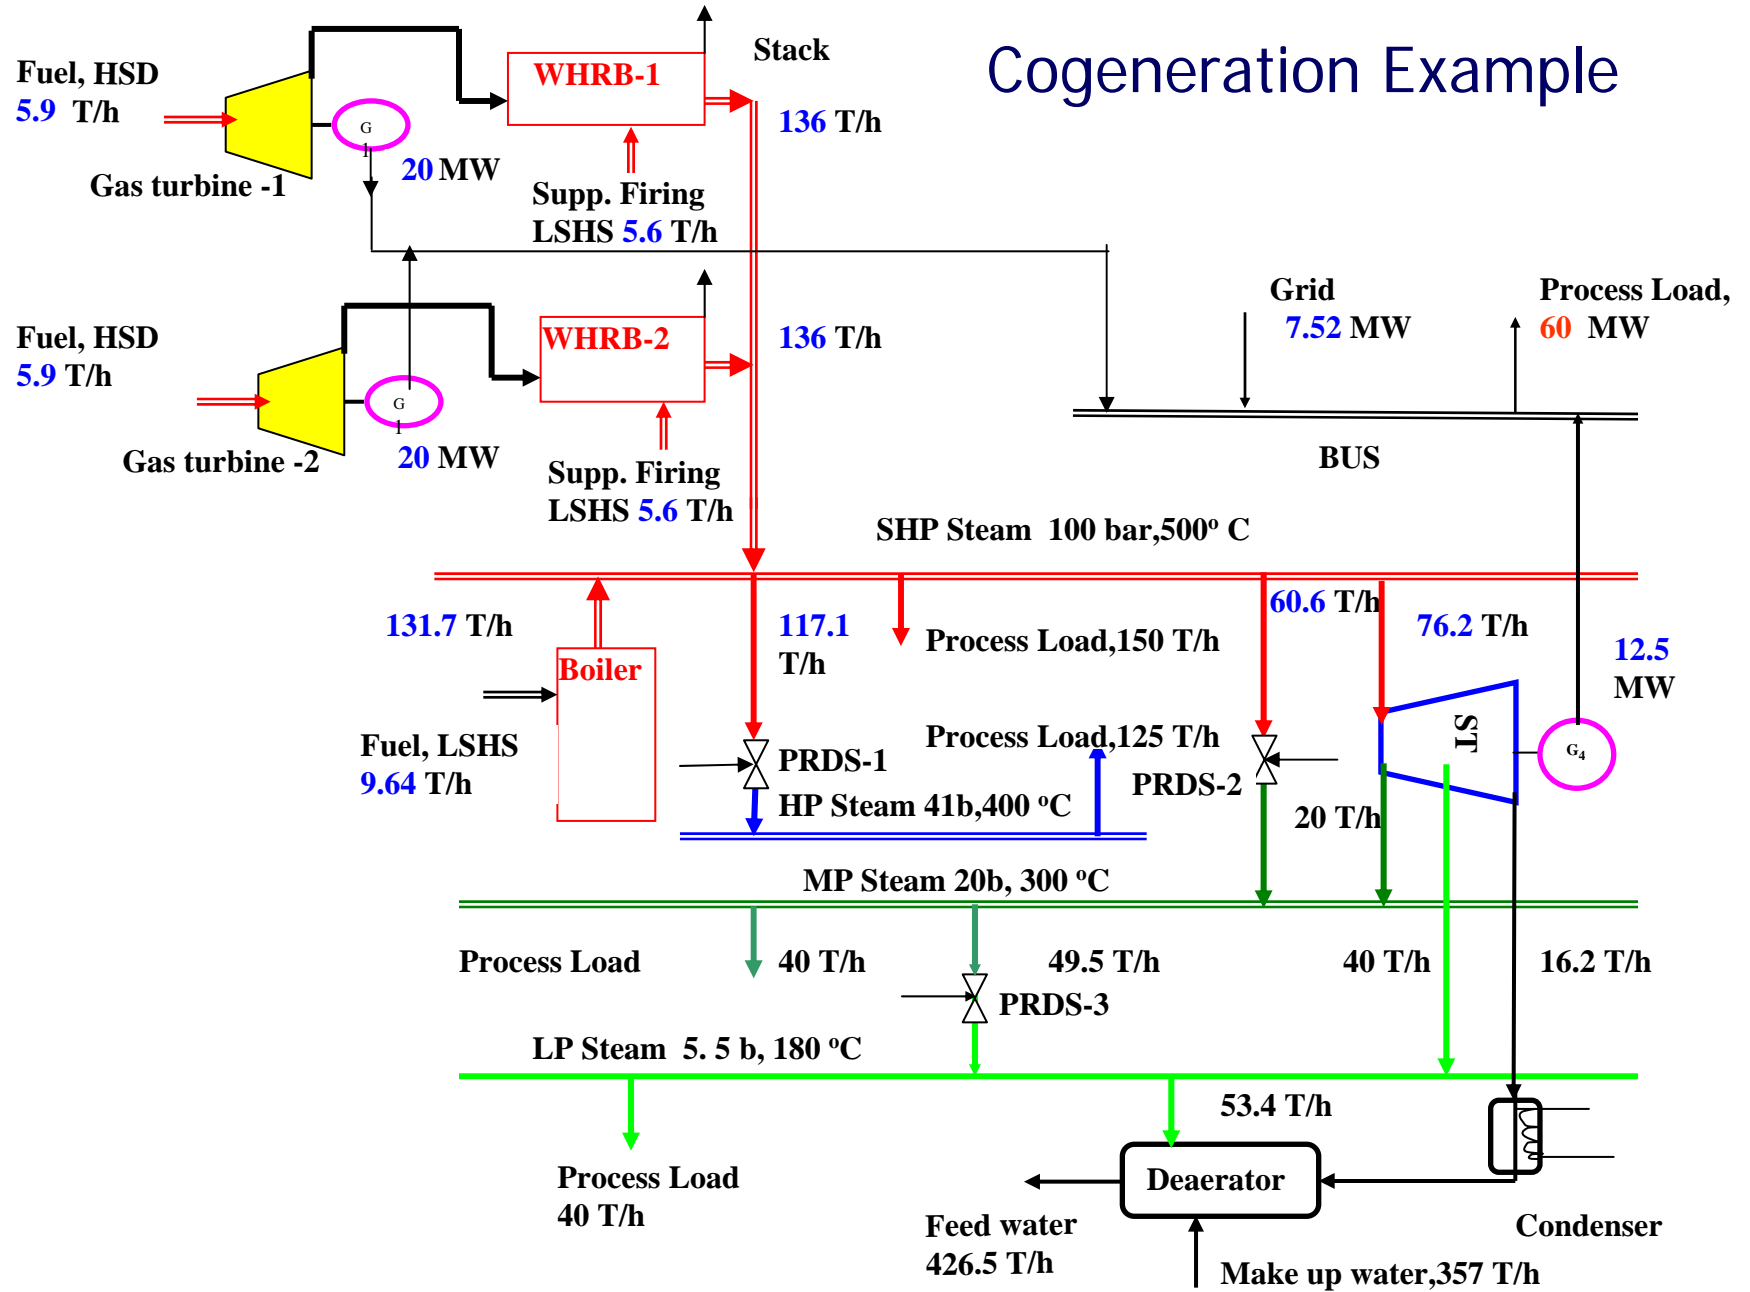 Cogeneration Example
Fuel, HSD
5.9 T/h
WHRB-1
Stack
136 T/h
G
1
20 MW
Gas turbine -1
Supp. Firing
LSHS 5.6 T/h
Fuel, HSD
5.9 T/h
WHRB-2
136 T/h
Grid
7.52 MW
Process Load,
60 MW
G
1
20 MW
Gas turbine -2
Supp. Firing
LSHS 5.6 T/h
BUS
SHP Steam 100 bar,500o C
131.7 T/h
117.1
T/h
Process Load,150 T/h
60.6 T/h
76.2 T/h
12.5
MW
Boiler
ST
G4
Fuel, LSHS
9.64 T/h
PRDS-1
Process Load,125 T/h
PRDS-2
HP Steam 41b,400 oC
20 T/h
MP Steam 20b, 300 oC
Process Load
40 T/h
49.5 T/h
40 T/h
16.2 T/h
PRDS-3
LP Steam 5. 5 b, 180 oC
53.4 T/h
Process Load
40 T/h
Deaerator
Feed water
426.5 T/h
Condenser
Make up water,357 T/h